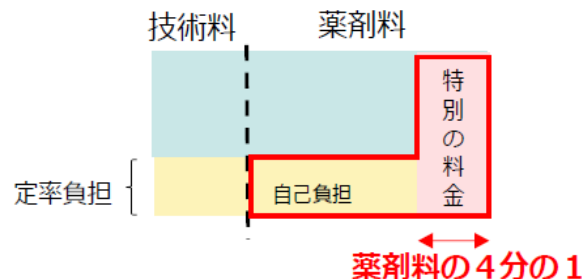 技術料
薬剤料
特別の料金
定率負担
自己負担
薬剤料の４分の１